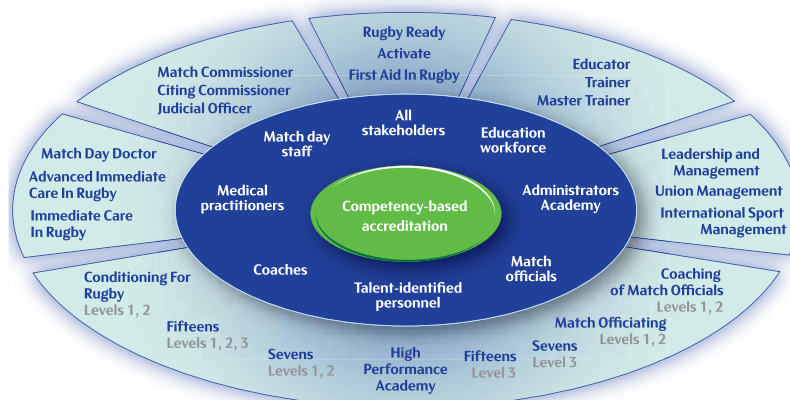 Rugby Ready
Activate
First Aid In Rugby
Match Commissioner
Citing Commissioner
Judicial Officer
Educator
Trainer
Master Trainer
Match Day Doctor
Advanced Immediate
Care In Rugby
Immediate Care
In Rugby
Leadership and
Management
Union Management
International Sport
Management
All
stakeholders
Match day
staff
Education
workforce
Medical
practitioners
Administrators
Academy
Competency-based
accreditation
Coaches
Match
officials
Talent-identified
personnel
Conditioning For
Rugby
Levels 1, 2
Fifteens
Levels 1, 2, 3
Sevens
Levels 1, 2
High
Performance
Academy
Fifteens
Level 3
Sevens
Level 3
Match Officiating
Levels 1, 2
Coaching
of Match Officials
Levels 1, 2